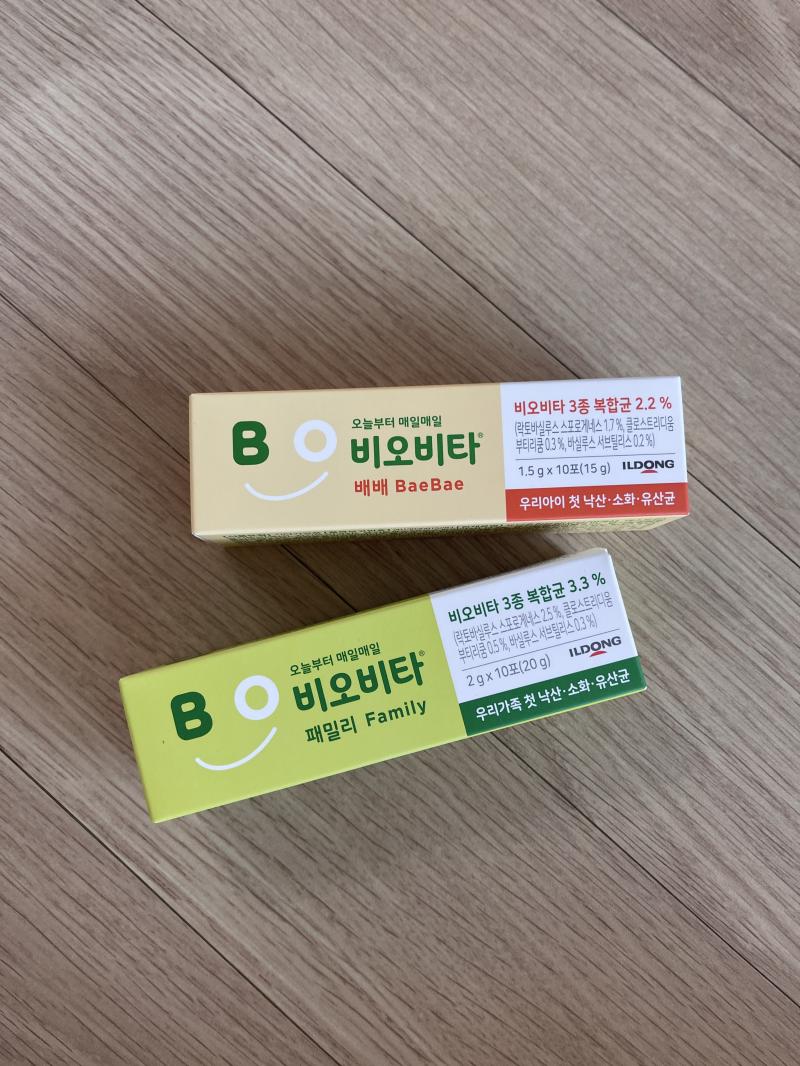 B
오늘부터 매일매일
비오비타®
배배 BaeBae
비오비타 3종 복합균 2.2 %
(락토바실루스 스포로게네스 1.7 %, 클로스트리디움
부티리쿰 0.3 %, 바실루스 서브틸리스 0.2 %)
1.5 g x 10포(15 g) ILDONG
우리아이 첫 낙산·소화·유산균
B
오늘부터 매일매일
비오비타®
패밀리 Family
비오비타 3종 복합균 3.3 %
(락토바실루스 스포로게네스 2.5 %, 클로스트리디움
부티리쿰 0.5 %, 바실루스 서브틸리스 0.3 %)
2 g x 10포(20 g) ILDONG
우리가족 첫 낙산·소화·유산균